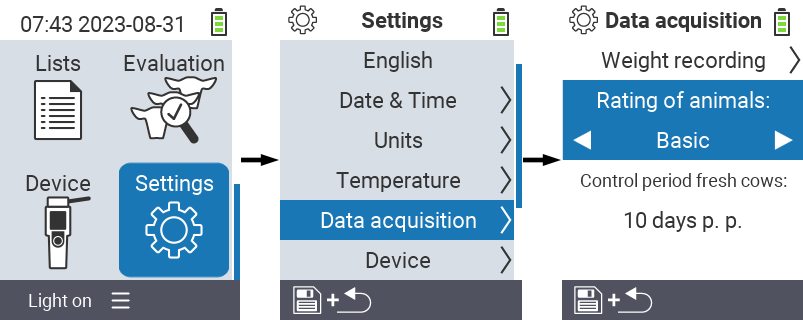 07:43 2023-08-31
Lists
Evaluation
Device
Settings
Light on
Settings
English
Date & Time
Units
Temperature
Data acquisition
Device
+
Data acquisition
Weight recording
Rating of animals:
Basic
Control period fresh cows:
10 days p. p.
+